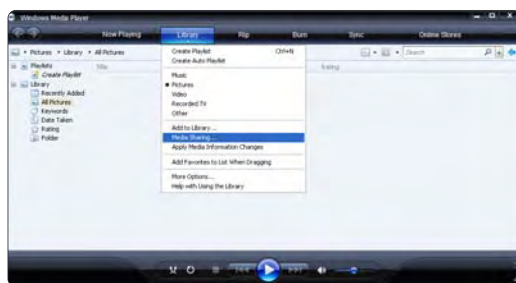 Windows Media Player
Now Playing Library Rip Burn Sync Online Stores
Pictures Library All Pictures Search
Playlists
Create Playlist
Library
Recently Added
All Pictures
Keywords
Date Taken
Rating
Folder
Title
Create Playlist Ctrl+N
Create Auto Playlist
Music
Pictures
Video
Recorded TV
Other
Add to Library...
Media Sharing...
Apply Media Information Changes
Add Favorites to List When Dragging
More Options...
Help with Using the Library
Rating